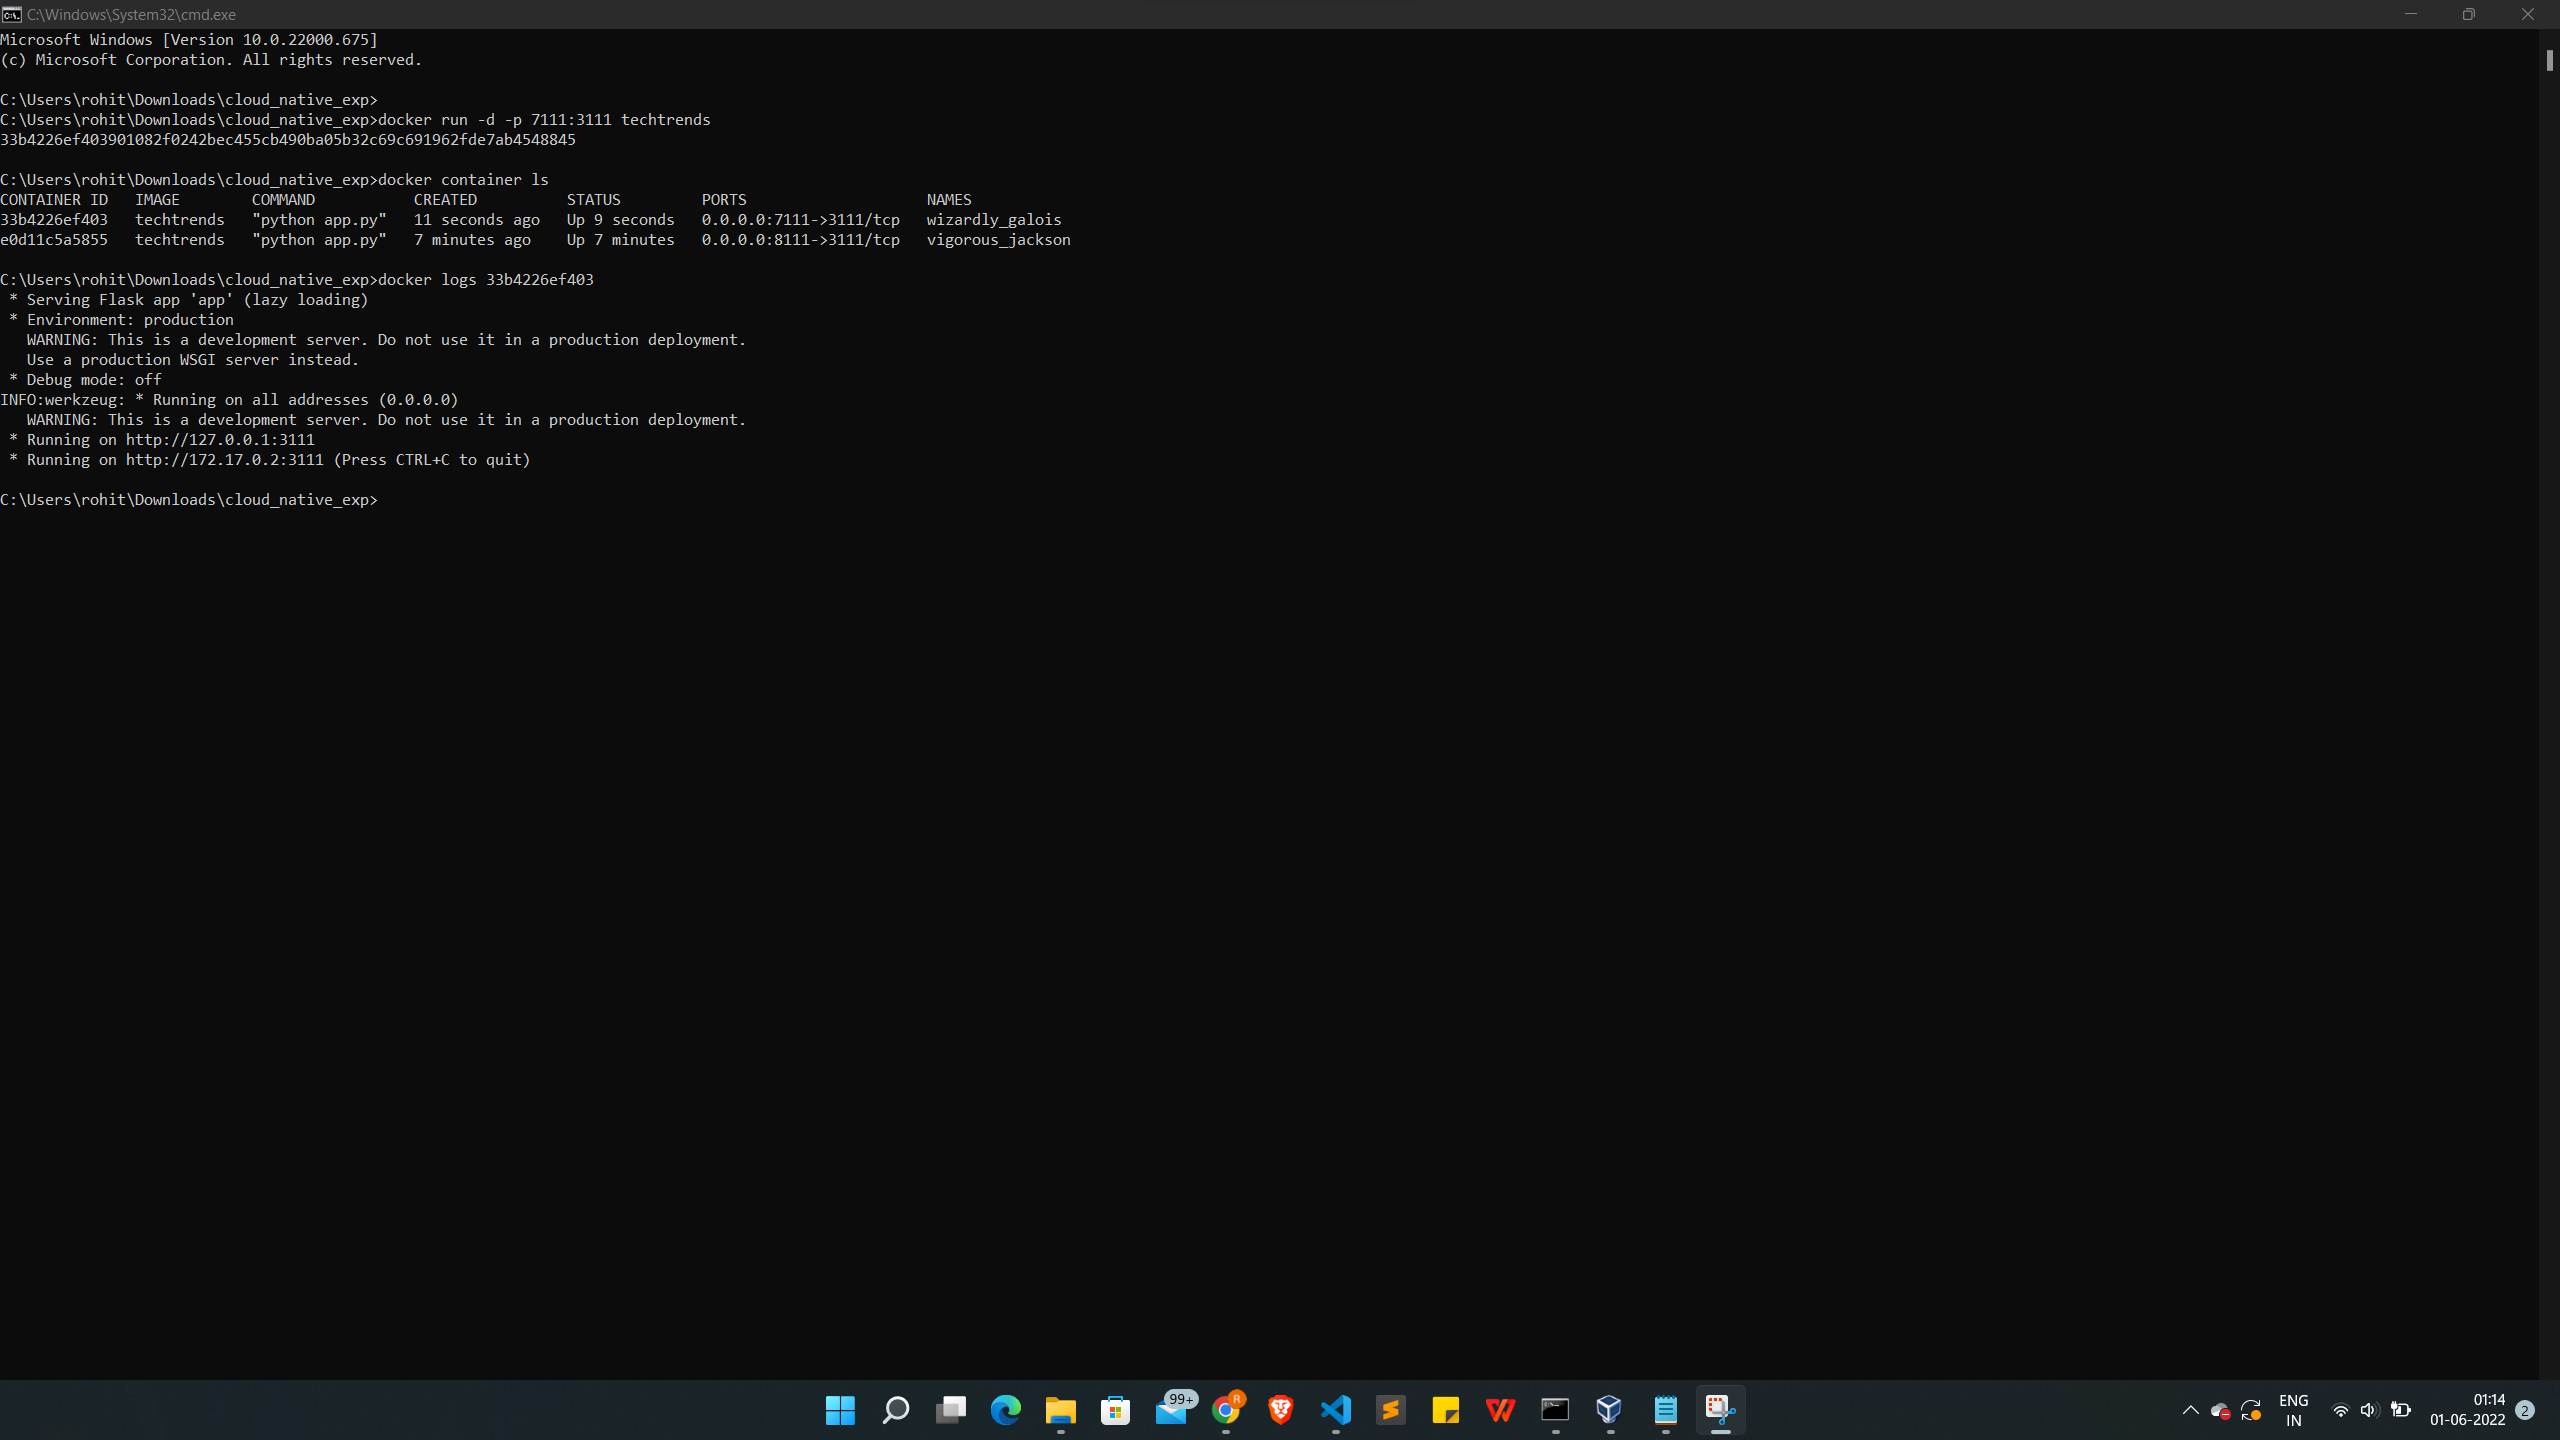 C:\Windows\System32\cmd.exe
Microsoft Windows [Version 10.0.22000.675]
(c) Microsoft Corporation. All rights reserved.
C:\Users\rohit\Downloads\cloud_native_exp>
C:\Users\rohit\Downloads\cloud_native_exp>docker run -d -p 7111:3111 techtrends
33b4226ef403901082f0242bec455cb490ba05b32c69c691962fde7ab4548845
C:\Users\rohit\Downloads\cloud_native_exp>docker container ls
CONTAINER ID   IMAGE        COMMAND           CREATED          STATUS         PORTS                    NAMES
33b4226ef403   techtrends   "python app.py"   11 seconds ago   Up 9 seconds   0.0.0.0:7111->3111/tcp   wizardly_galois
e0d11c5a5855   techtrends   "python app.py"   7 minutes ago    Up 7 minutes   0.0.0.0:8111->3111/tcp   vigorous_jackson
C:\Users\rohit\Downloads\cloud_native_exp>docker logs 33b4226ef403
 * Serving Flask app 'app' (lazy loading)
 * Environment: production
   WARNING: This is a development server. Do not use it in a production deployment.
   Use a production WSGI server instead.
 * Debug mode: off
INFO:werkzeug: * Running on all addresses (0.0.0.0)
   WARNING: This is a development server. Do not use it in a production deployment.
 * Running on http://127.0.0.1:3111
 * Running on http://172.17.0.2:3111 (Press CTRL+C to quit)
C:\Users\rohit\Downloads\cloud_native_exp>
99+
R
ENG
IN
01:14
01-06-2022
2